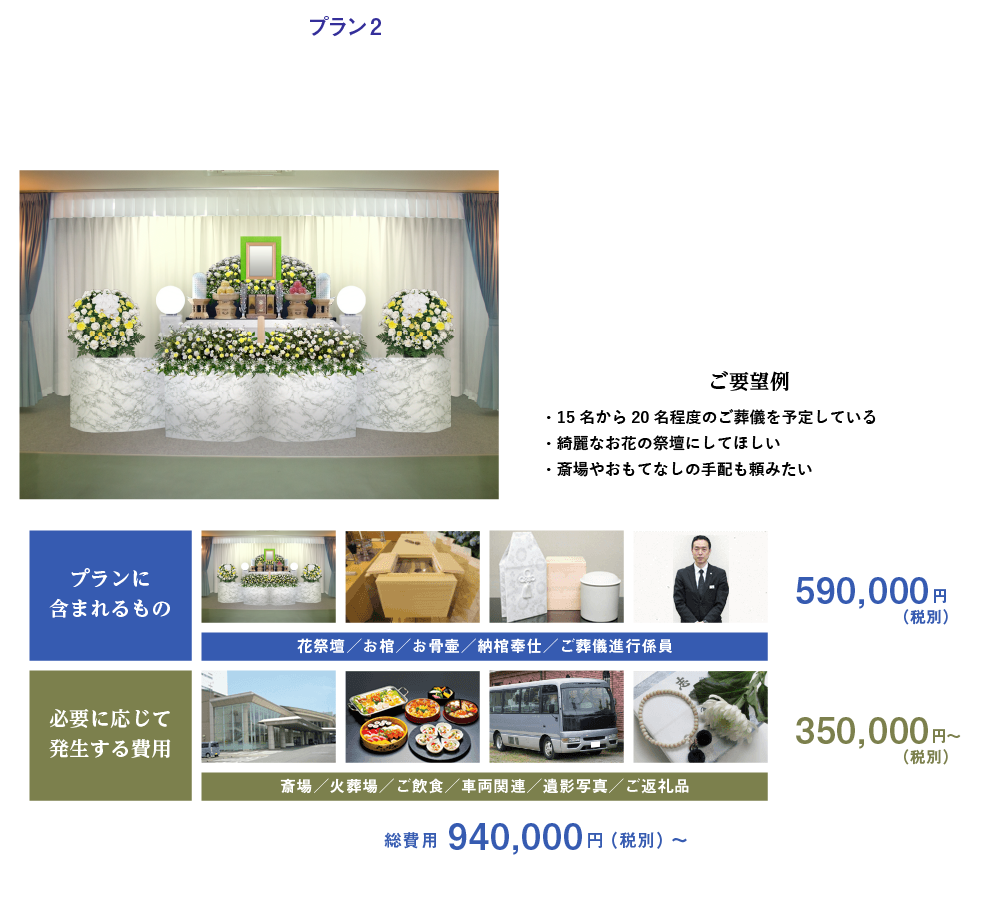 プラン2
ご要望例
・15名から20名程度のご葬儀を予定している
・綺麗なお花の祭壇にしてほしい
・斎場やおもてなしの手配も頼みたい
プランに
含まれるもの
花祭壇／お棺／お骨壷／納棺奉仕／ご葬儀進行係員
590,000円
（税別）
必要に応じて
発生する費用
志
斎場／火葬場／ご飲食／車両関連／遺影写真／ご返礼品
350,000円～
（税別）
総費用 940,000円（税別）～